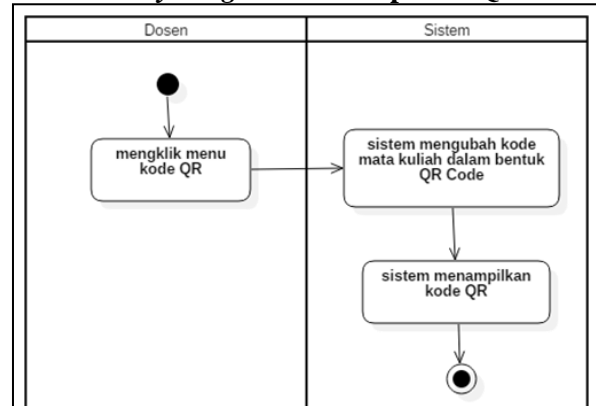 Dosen
Sistem
mengklik menu
kode QR
sistem mengubah kode
mata kuliah dalam bentuk
QR Code
sistem menampilkan
kode QR